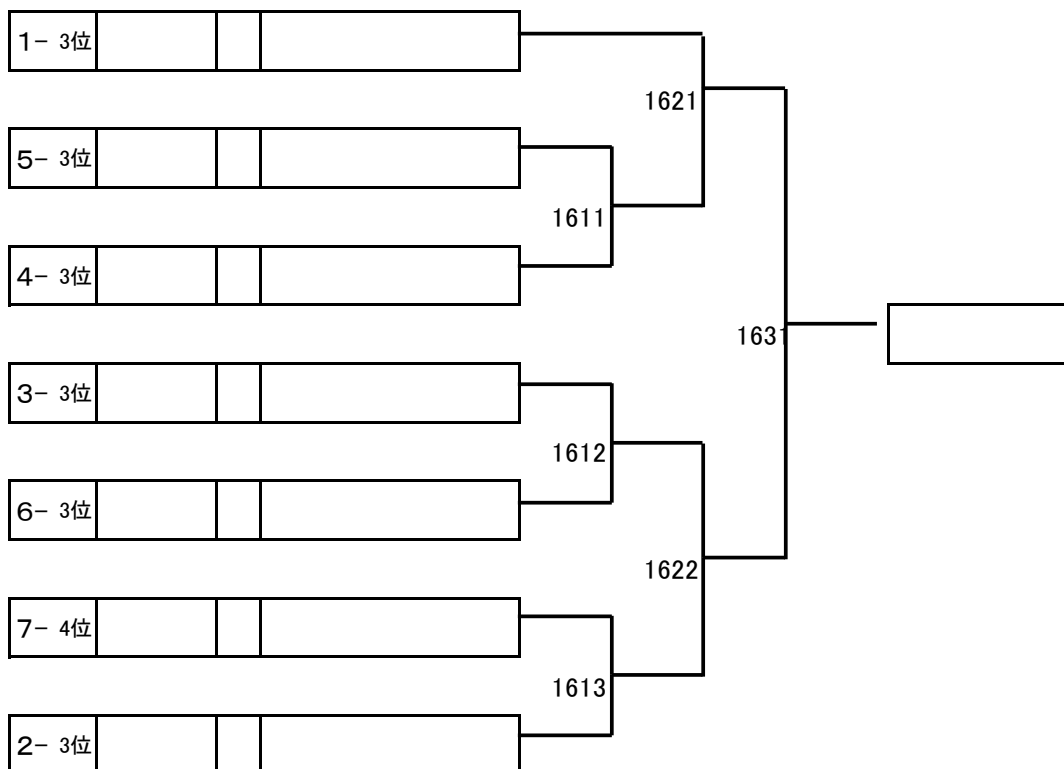 1- 3位
1621
5- 3位
1611
4- 3位
1631
3- 3位
1612
6- 3位
1622
7- 4位
1613
2- 3位